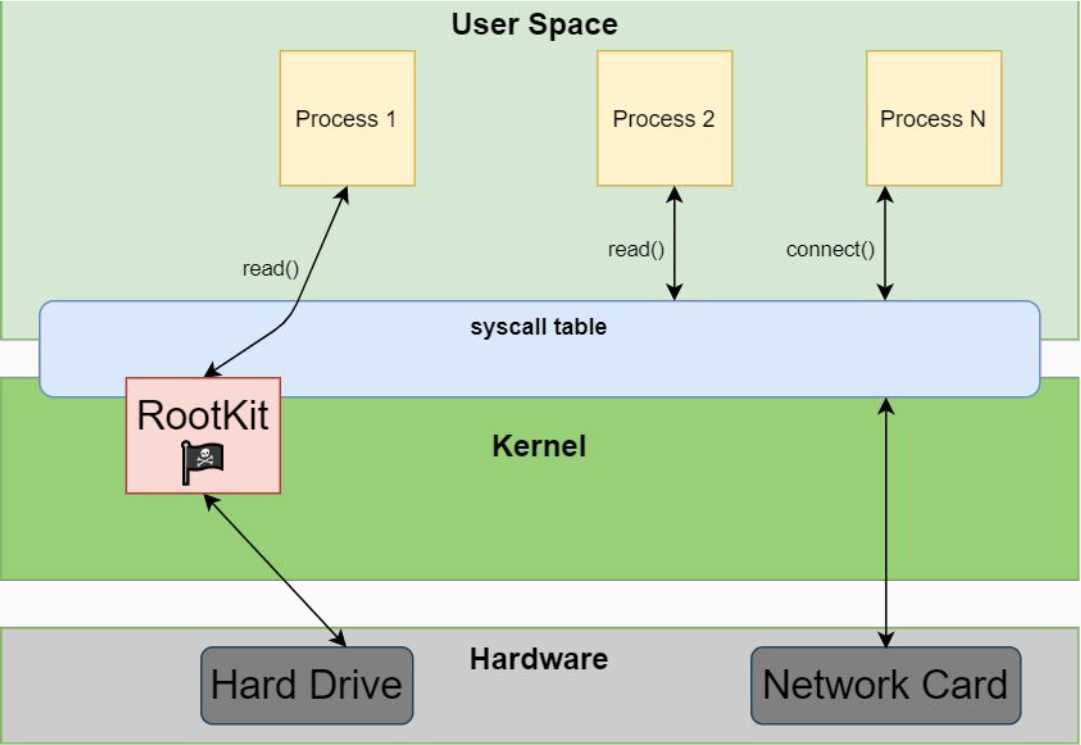 User Space
Process 1
Process 2
Process N
read()
read()
connect()
syscall table
RootKit
Kernel
Hardware
Hard Drive
Network Card